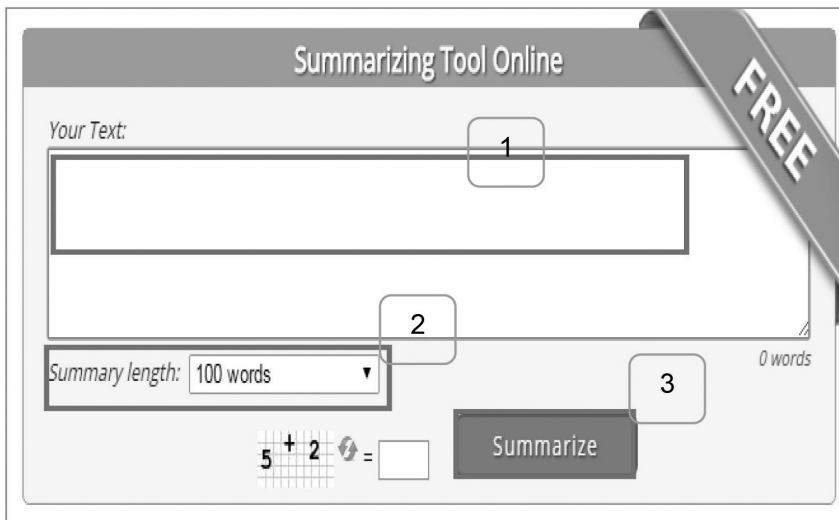 Summarizing Tool Online
FREE
Your Text:
1
2
0 words
Summary length: 100 words
3
5 + 2 =
Summarize